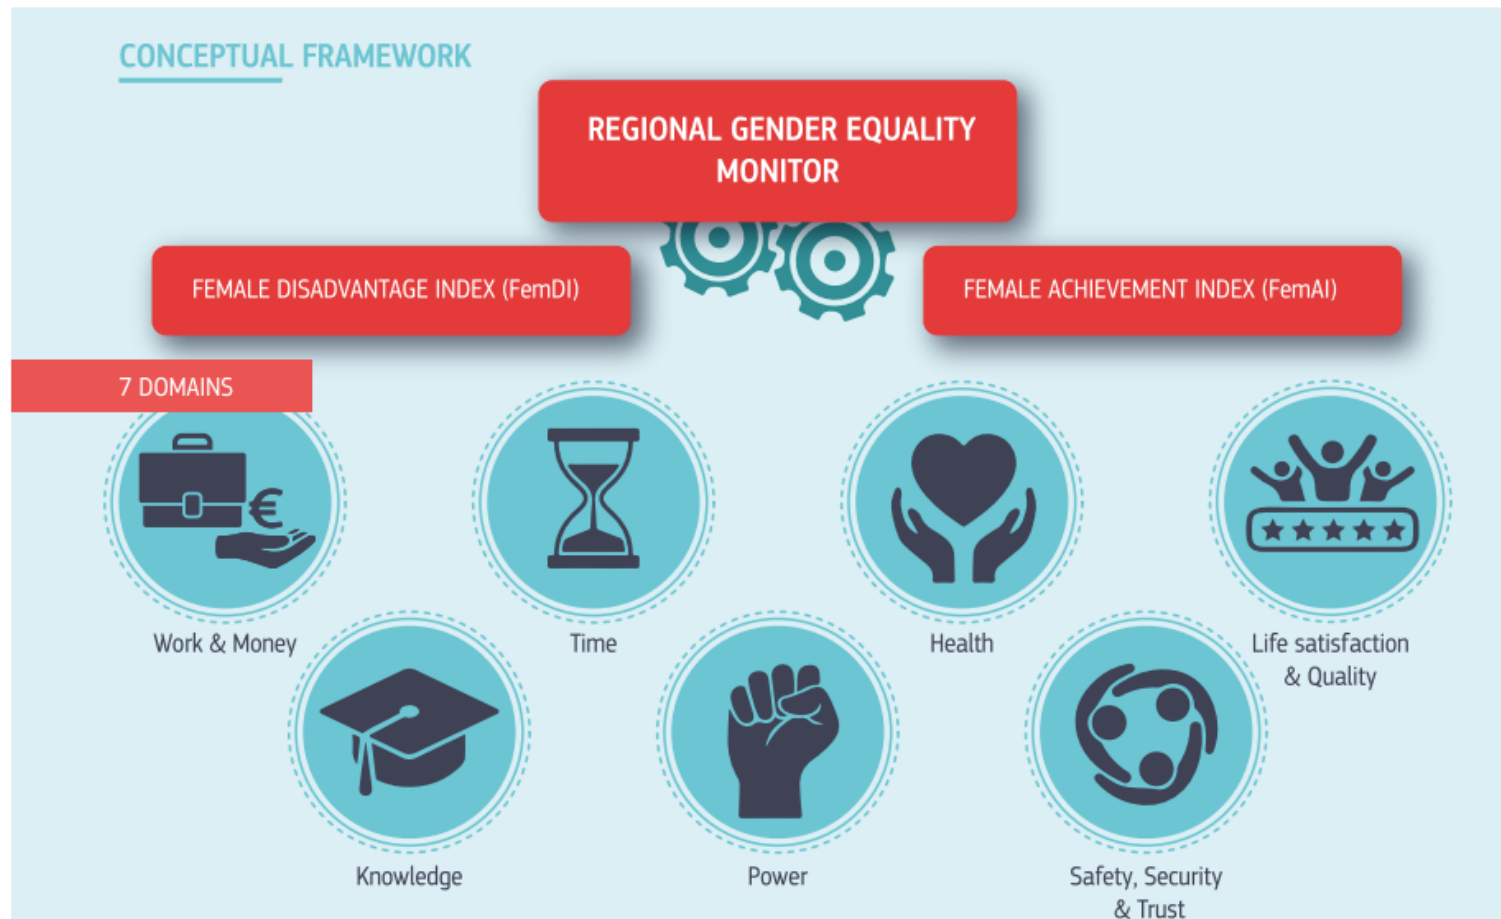 CONCEPTUAL FRAMEWORK
REGIONAL GENDER EQUALITY
MONITOR
FEMALE DISADVANTAGE INDEX (FemDI)
FEMALE ACHIEVEMENT INDEX (FemAI)
7 DOMAINS
€
Work & Money
Time
Health
Life satisfaction
& Quality
Knowledge
Power
Safety, Security
& Trust